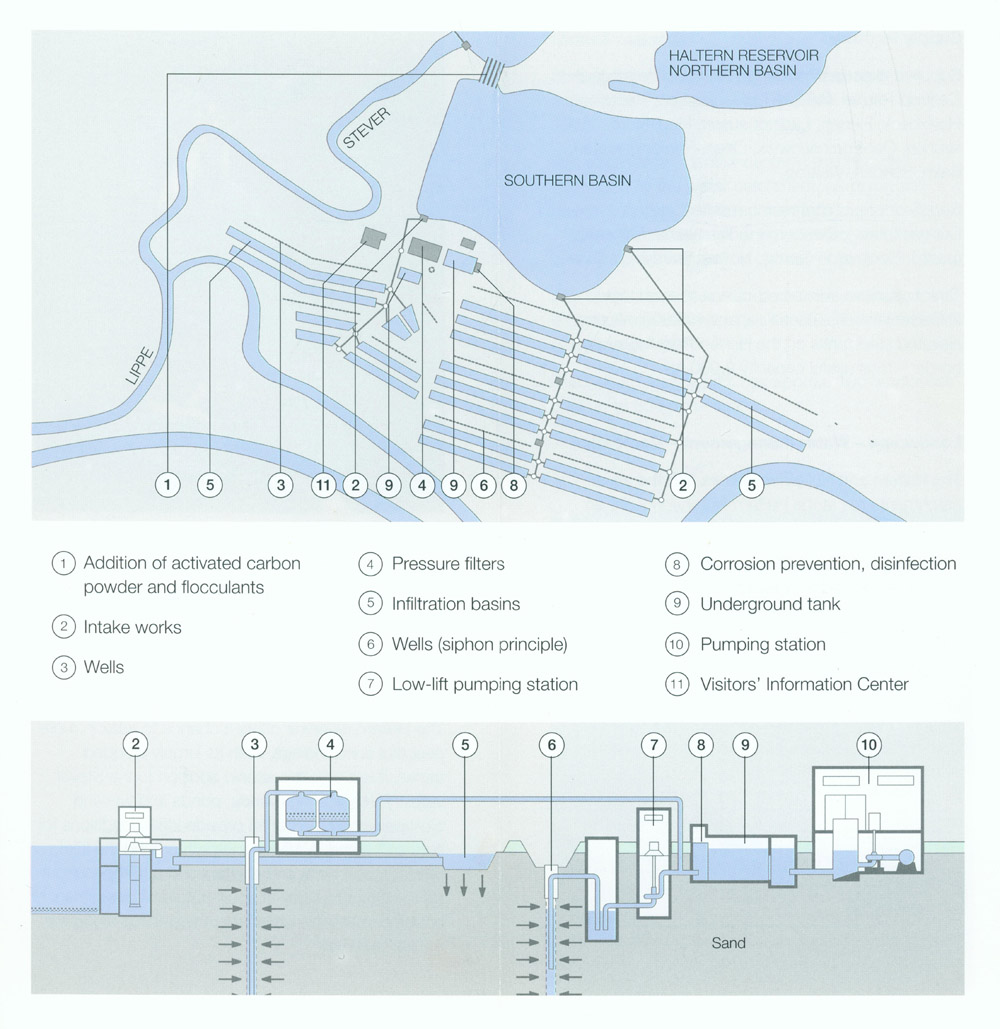 HALTERN RESERVOIR
NORTHERN BASIN
STEVER
SOUTHERN BASIN
LIPPE
1 5 3 11 2 9 4 9 6 8 2 5
1 Addition of activated carbon
powder and flocculants
2 Intake works
3 Wells
4 Pressure filters
5 Infiltration basins
6 Wells (siphon principle)
7 Low-lift pumping station
8 Corrosion prevention, disinfection
9 Underground tank
10 Pumping station
11 Visitors' Information Center
2 3 4 5 6 7 8 9 10
Sand